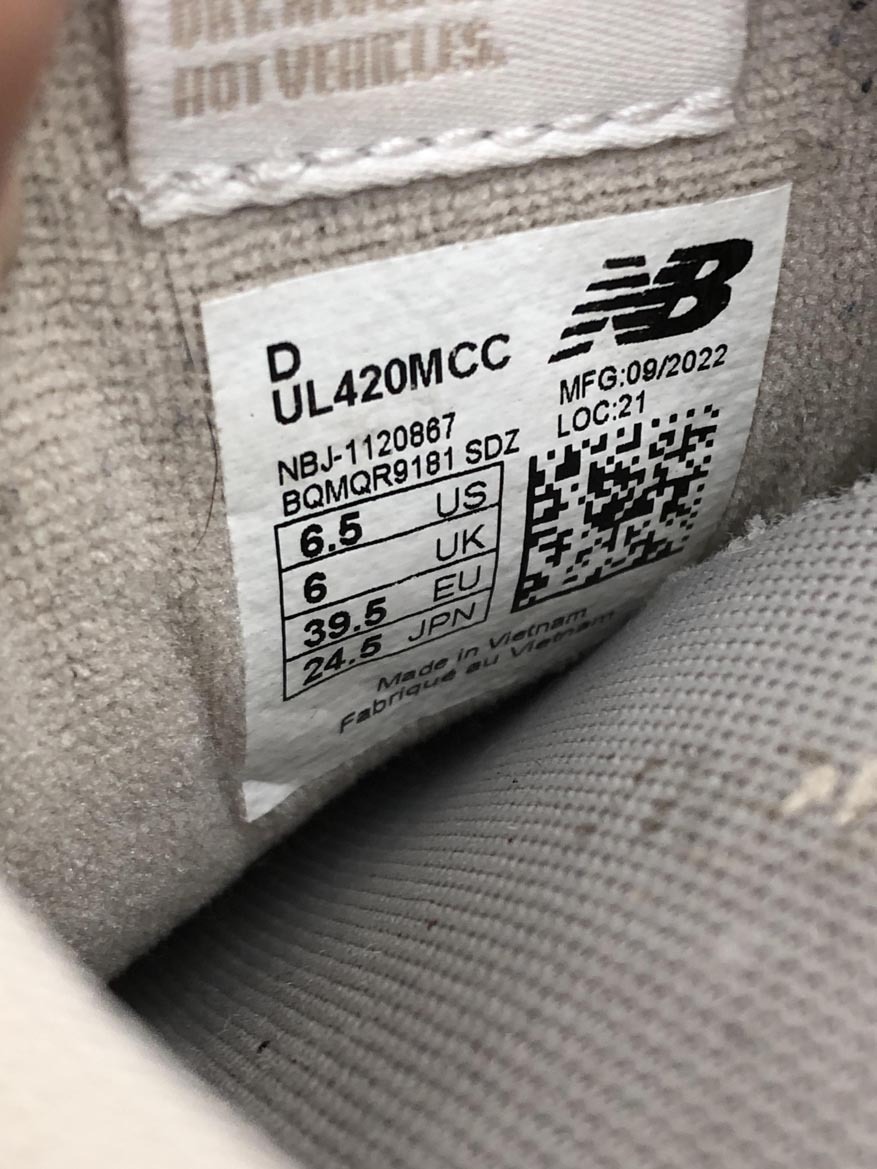 HOT VEHICLES.
NB
D
UL420MCC
MFG:09/2022
LOC:21
NBJ-1120867
BQMQR9181 SDZ
6.5 US
6 UK
39.5 EU
24.5 JPN
Made in Vietnam
Fabriqué au Vietnam